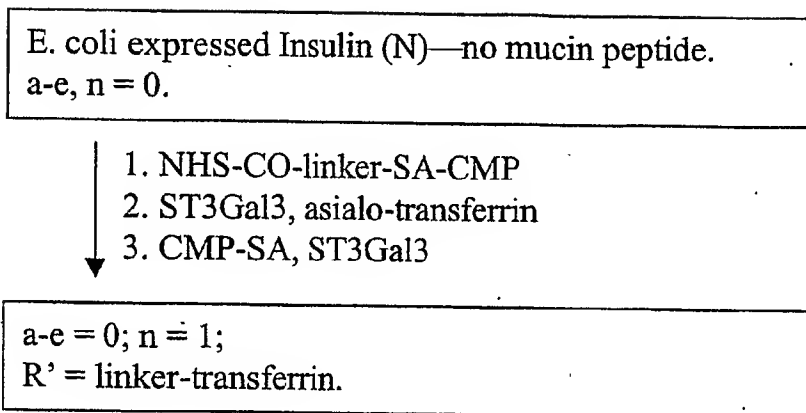 E. coli expressed Insulin (N)—no mucin peptide.
a-e, n = 0.
1. NHS-CO-linker-SA-CMP
2. ST3Gal3, asialo-transferrin
3. CMP-SA, ST3Gal3
a-e = 0; n = 1;
R’ = linker-transferrin.